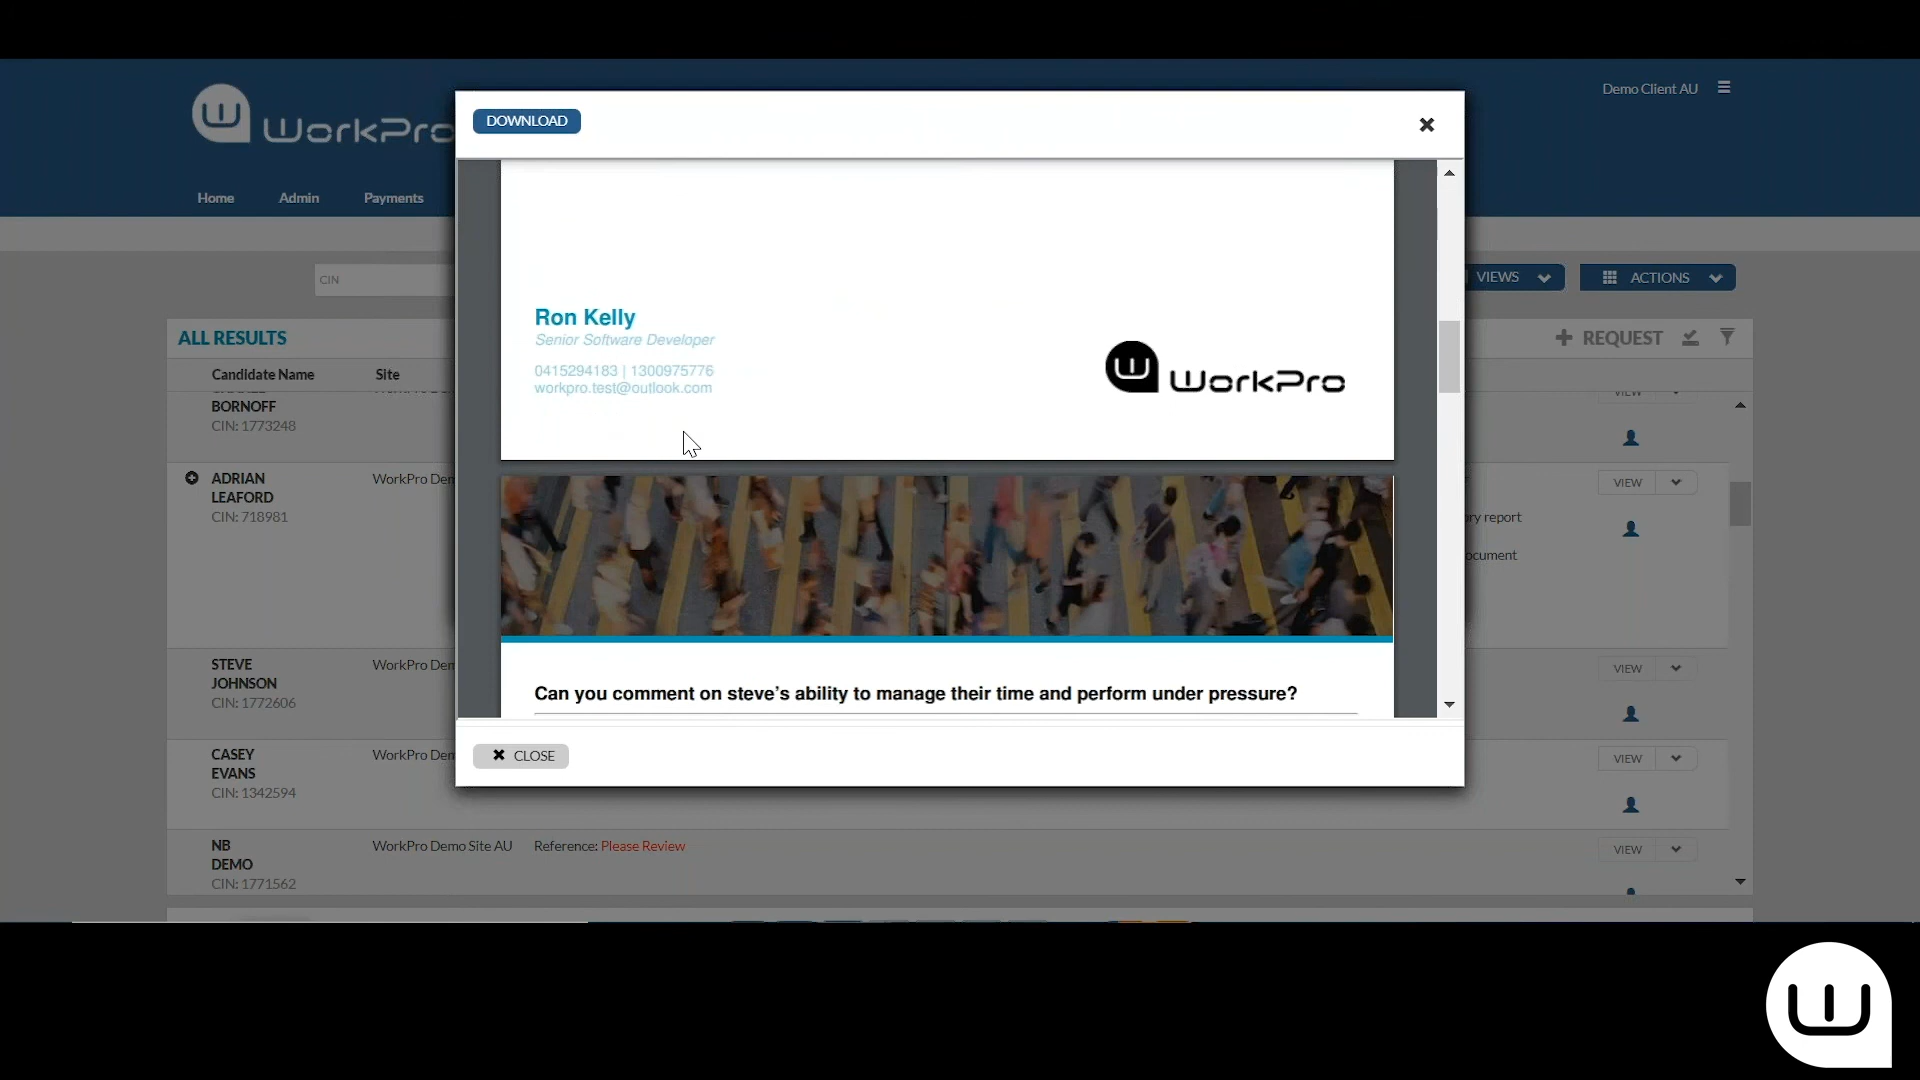 WorkPro
Demo Client AU
Home
Admin
Payments
DOWNLOAD
CIN
VIEWS
ACTIONS
ALL RESULTS
REQUEST
Candidate Name
Site
BORNOFF
CIN: 1773248
VIEW
ADRIAN
LEAFORD
CIN: 718981
WorkPro Dem
VIEW
ry report
ocument
STEVE
JOHNSON
CIN: 1772606
WorkPro Dem
VIEW
CASEY
EVANS
CIN: 1342594
WorkPro Dem
VIEW
NB
DEMO
CIN: 1771562
WorkPro Demo Site AU
Reference: Please Review
VIEW
Ron Kelly
Senior Software Developer
0415294183 | 1300975776
workpro.test@outlook.com
WorkPro
Can you comment on steve's ability to manage their time and perform under pressure?
CLOSE